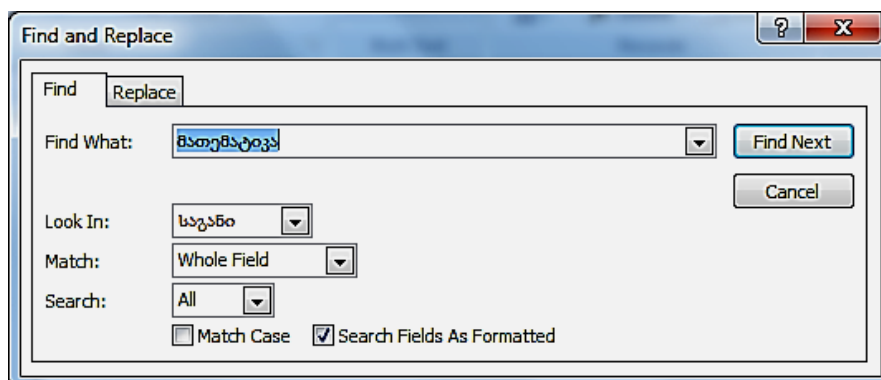 Find and Replace
Find Replace
Find What: მათემატიკა Find Next
Cancel
Look In: საგანი
Match: Whole Field
Search: All
Match Case Search Fields As Formatted